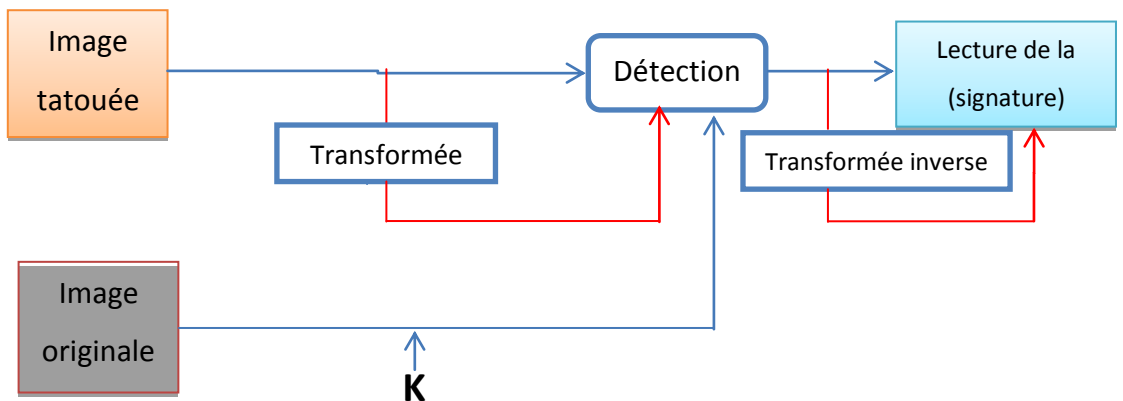 Image
tatouée
Détection
Lecture de la
(signature)
Transformée
Transformée inverse
Image
originale
K